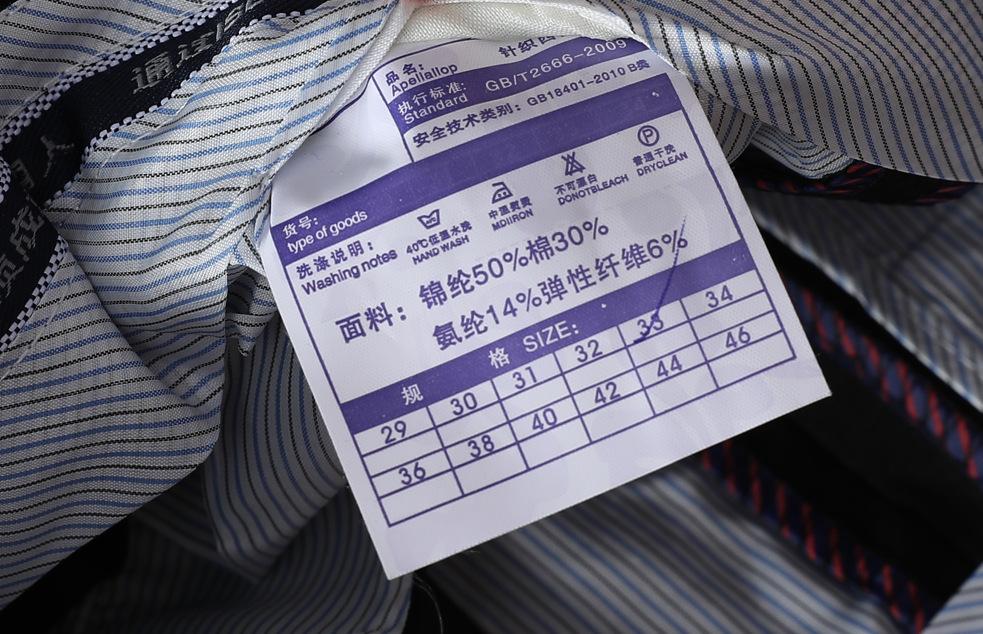 品名: 针织
Apellallop
执行标准: GB/T2666-2009
Standard
安全技术类别: GB18401-2010 B类
货号:
type of goods
洗涤说明:
Washing notes
40℃低温水洗
HAND WASH
中温熨烫
MDIIRON
不可漂白
DONOTBLEACH
普通干洗
DRYCLEAN
面料: 锦纶50%棉30%
氨纶14%弹性纤维6%
规 格 SIZE:
29 30 31 32 33 34
36 38 40 42 44 46